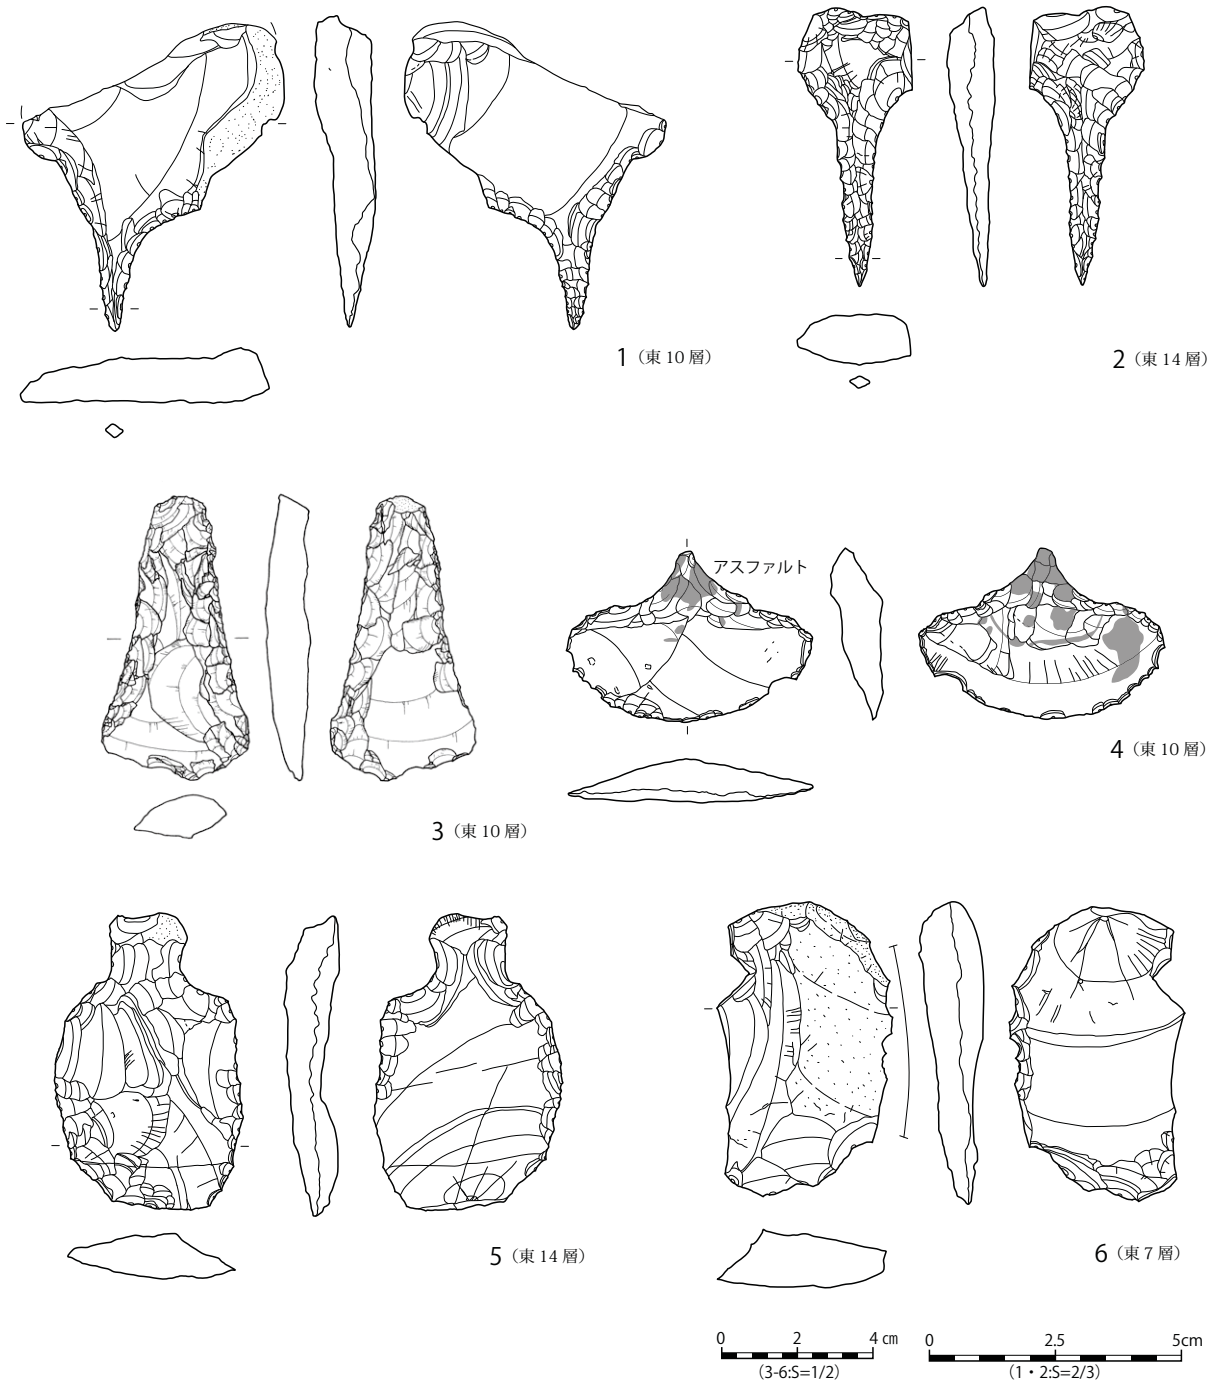 1（東 10 層）
2（東 14 層）
アスファルト
3（東 10 層）
4（東 10 層）
5（東 14 層）
6（東 7 層）
0 2 4 ㎝
（3-6:S=1/2）
0 2.5 5cm
（1・2:S=2/3）